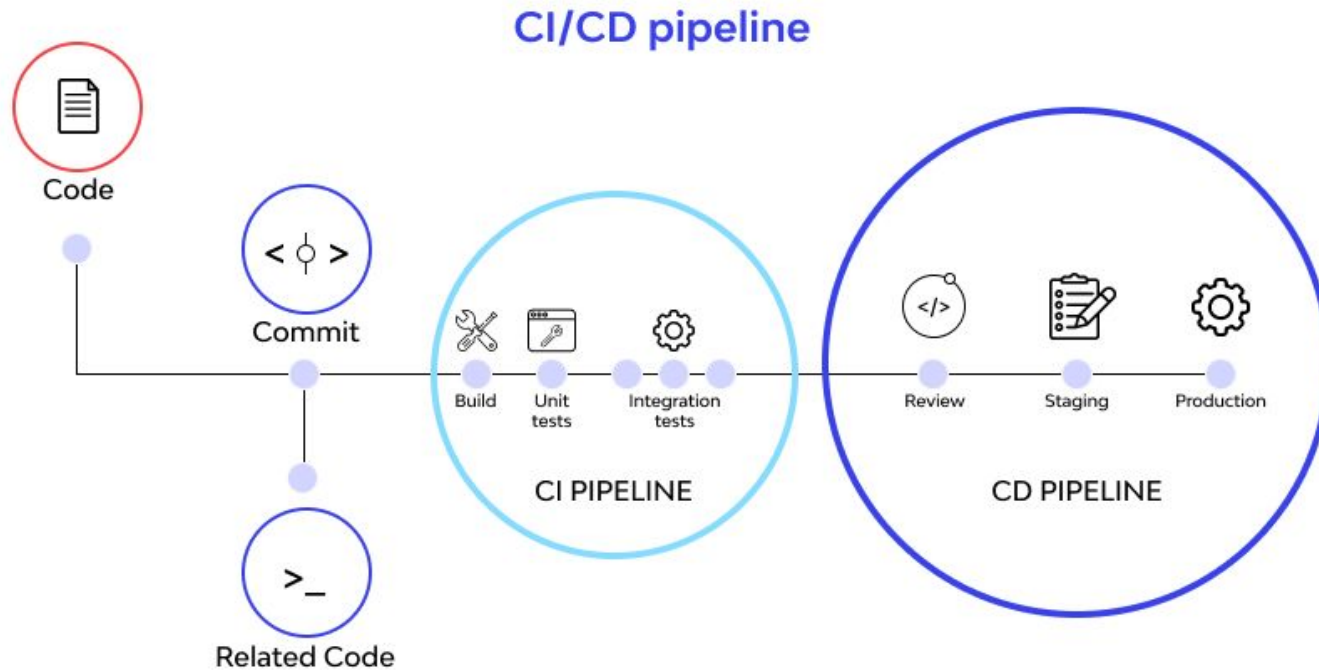 CI/CD pipeline
Code
Commit
Build
Unit
tests
Integration
tests
CI PIPELINE
Review
Staging
Production
CD PIPELINE
</>
< >
>_
Related Code